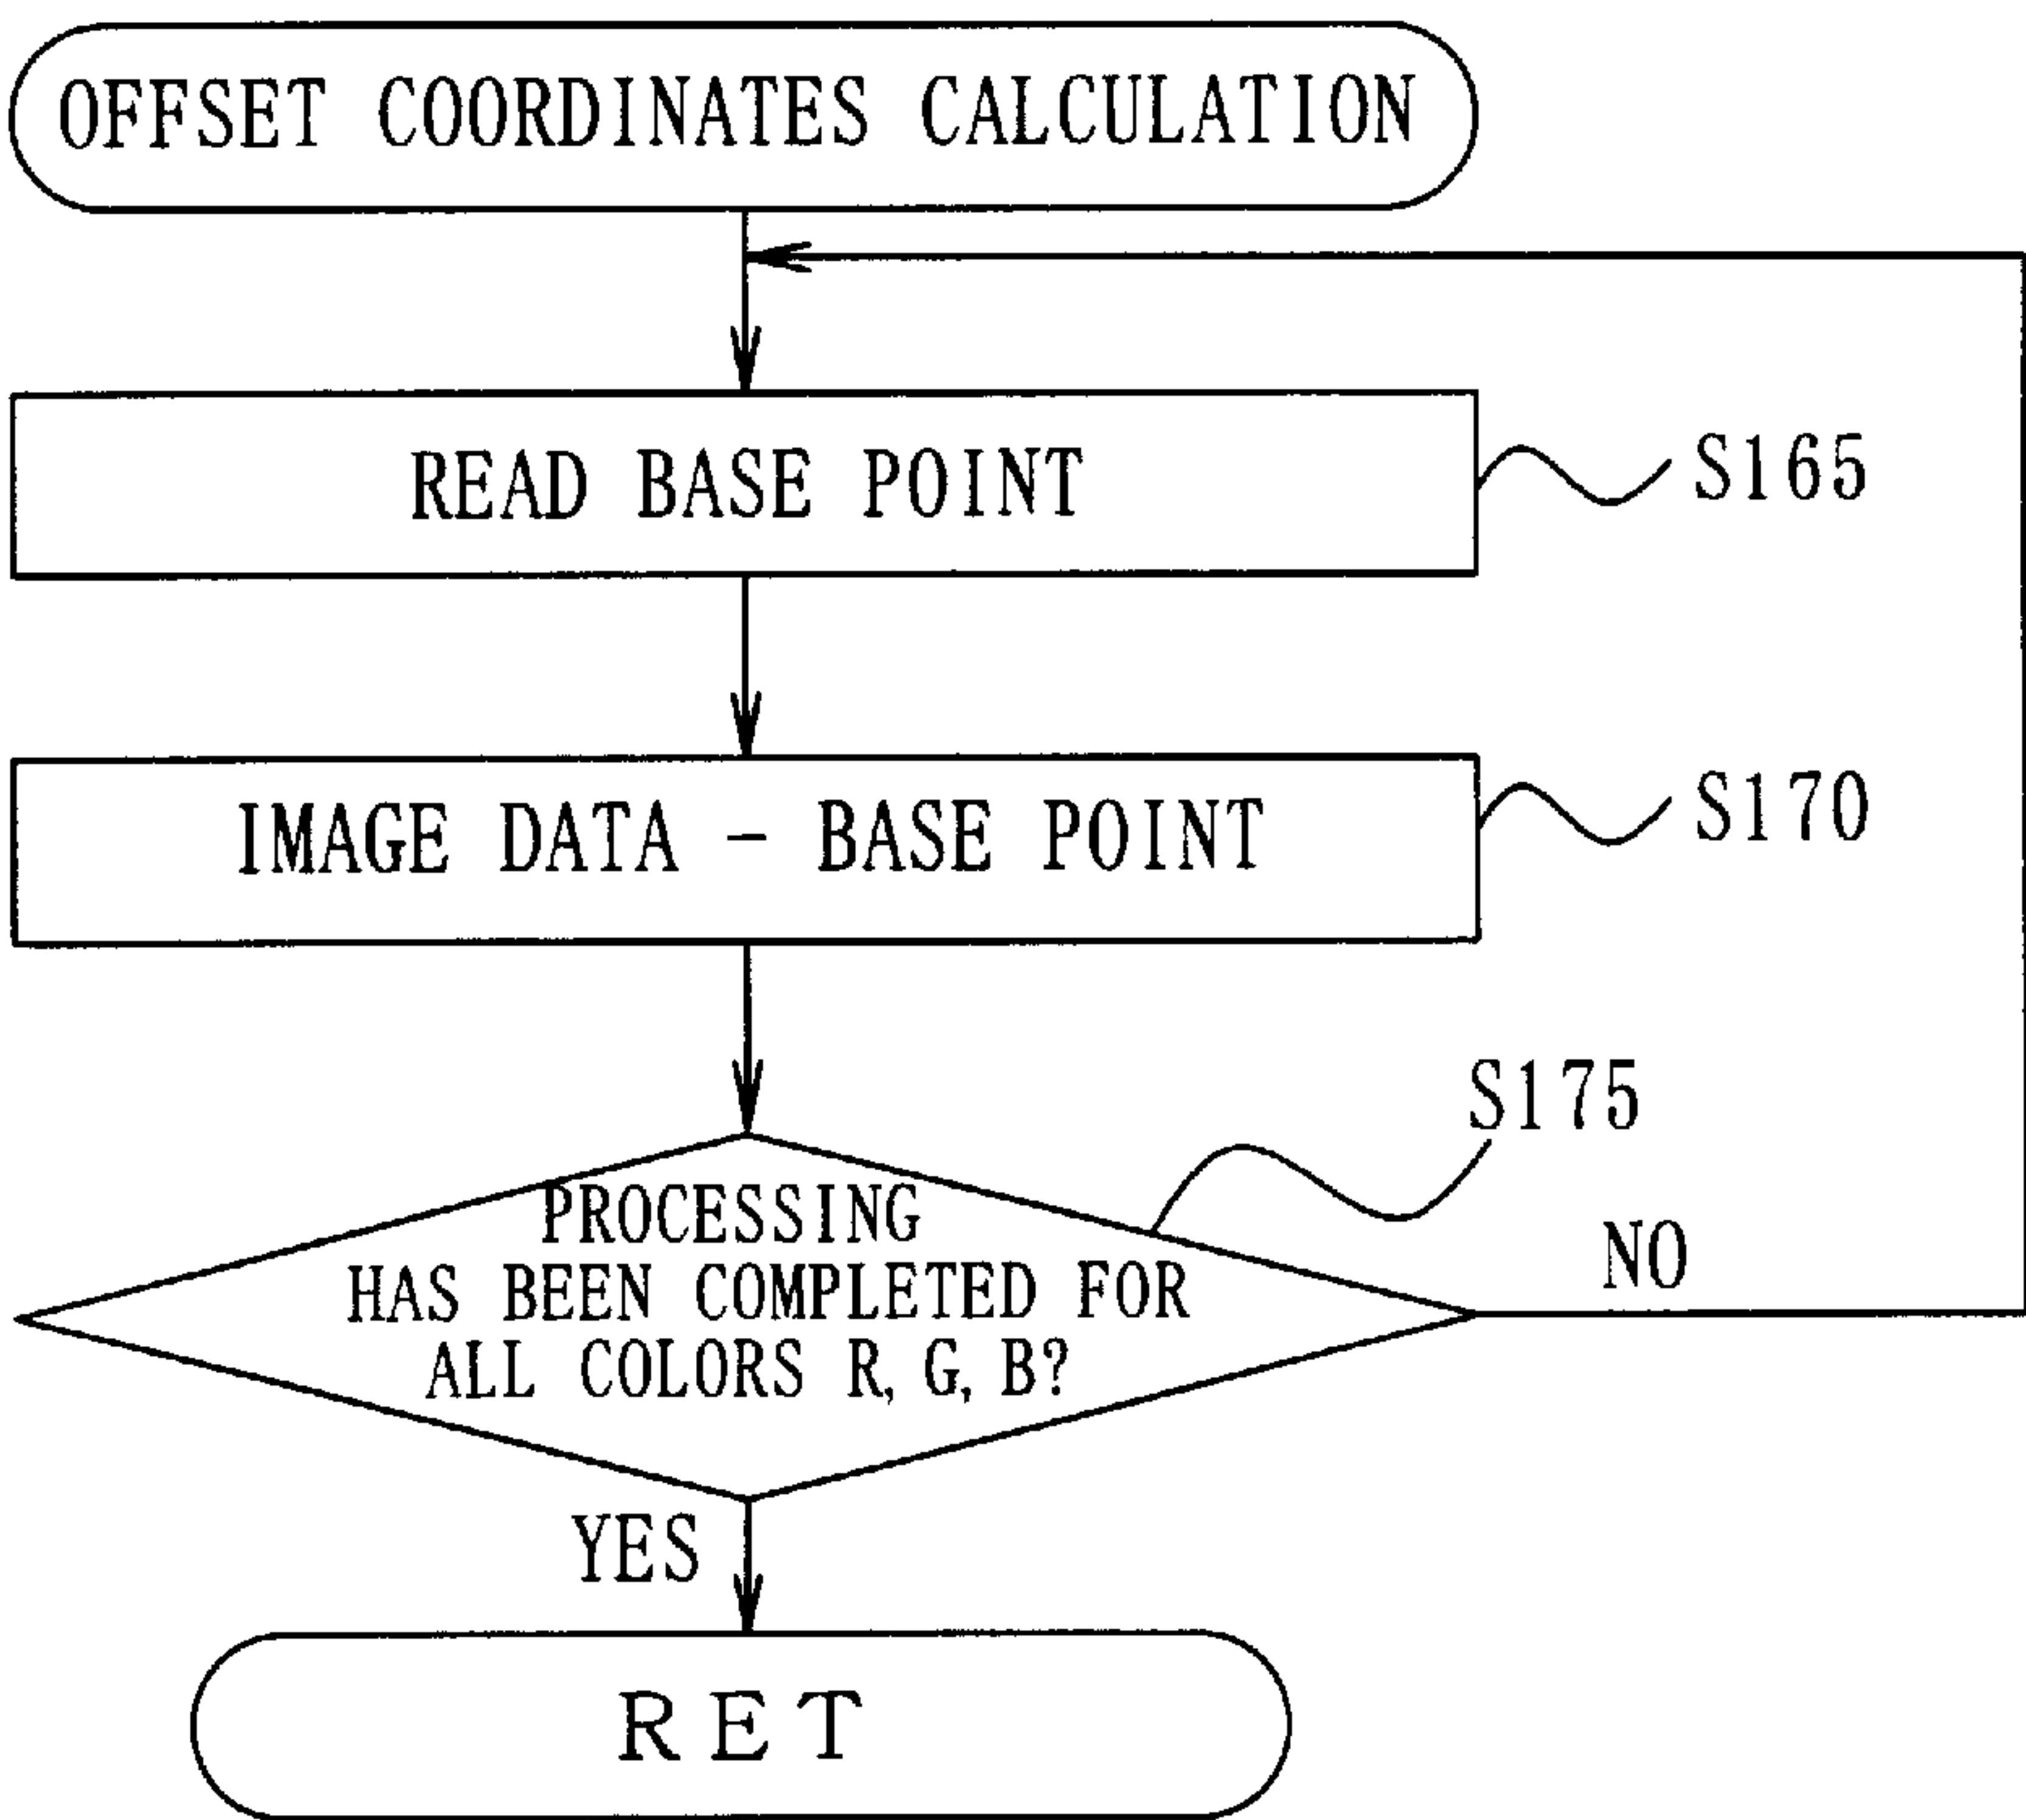 OFFSET COORDINATES CALCULATION
READ BASE POINT
S165
IMAGE DATA - BASE POINT
S170
S175
PROCESSING
HAS BEEN COMPLETED FOR
ALL COLORS R, G, B?
NO
YES
RET